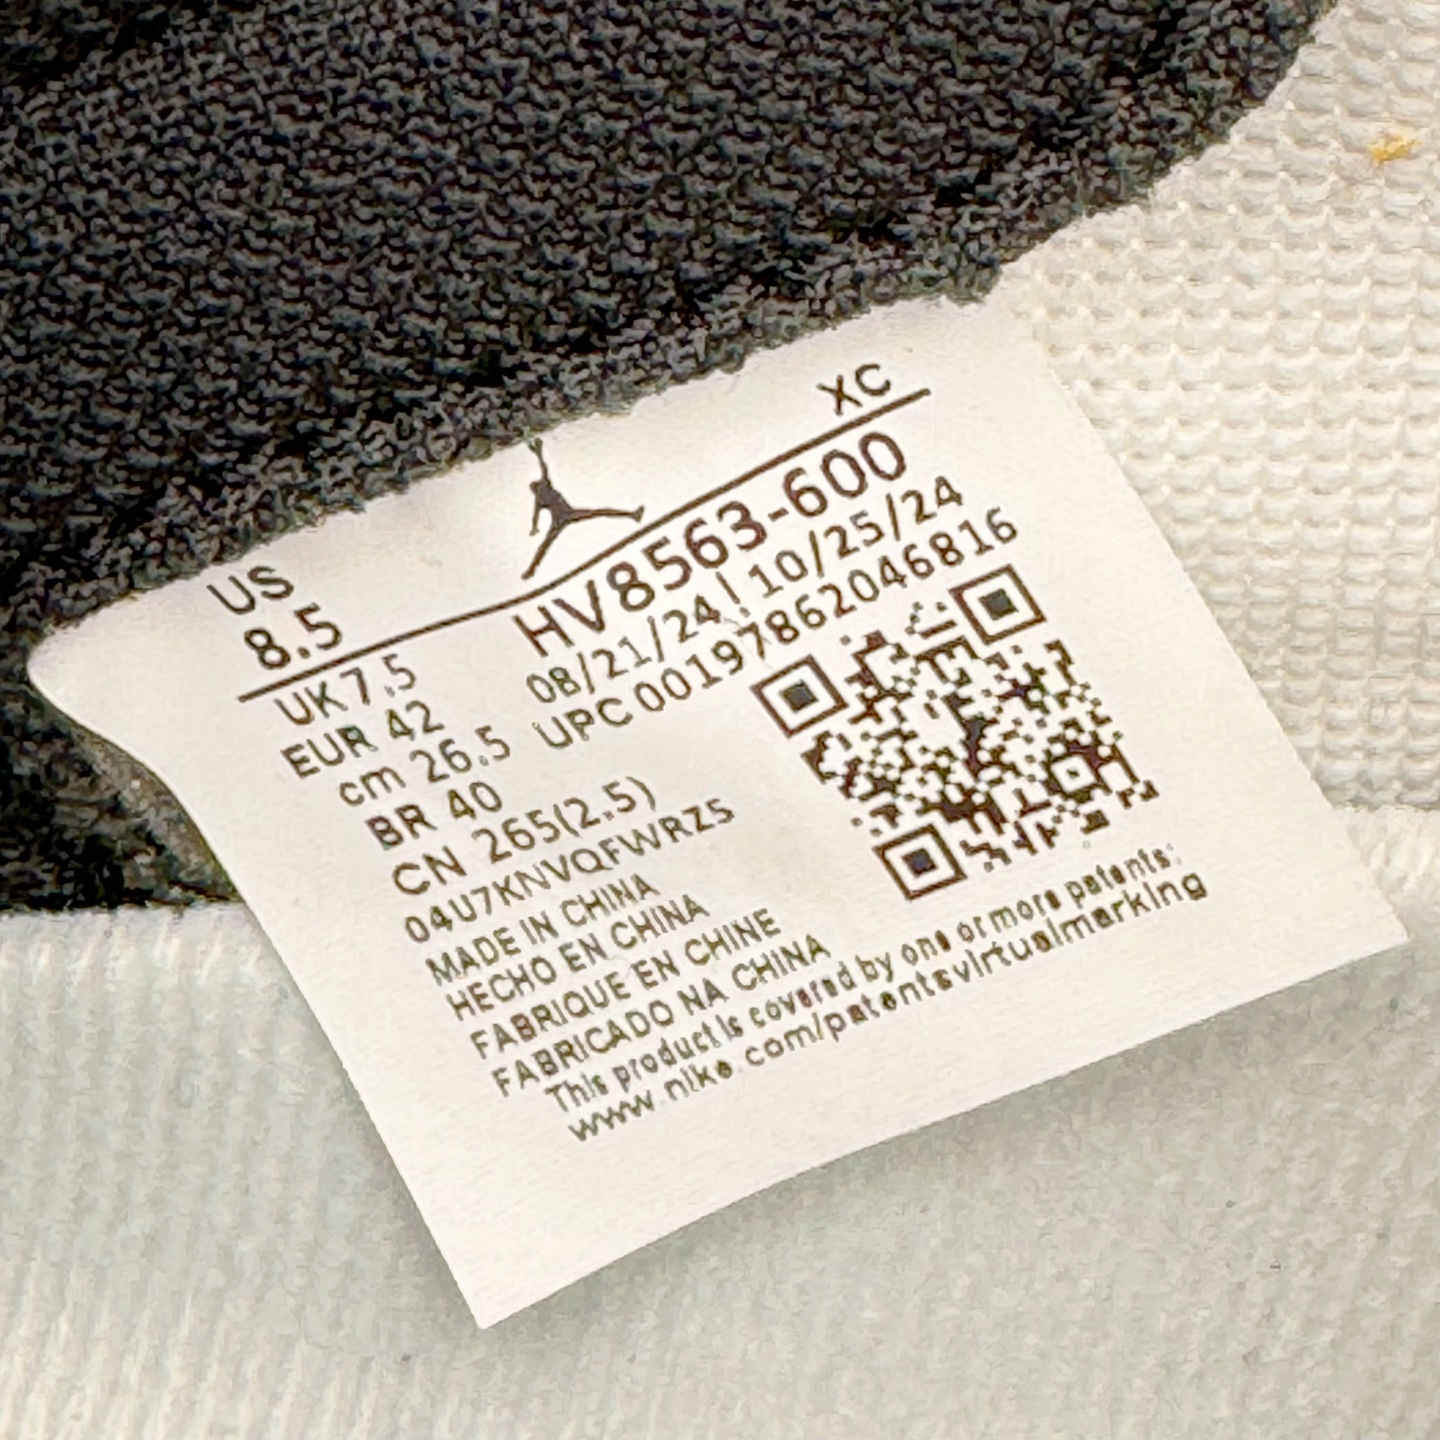 XC
US
8.5
HV8563-600
08/21/24 | 10/25/24
UPC 00197862046816
UK 7.5
EUR 42
cm 26.5
BR 40
CN 265(2.5)
04U7KNVQFWRZ5
MADE IN CHINA
HECHO EN CHINA
FABRIQUE EN CHINE
FABRICADO NA CHINA
This product is covered by one or more patents:
www.nike.com/patentsvirtualmarking